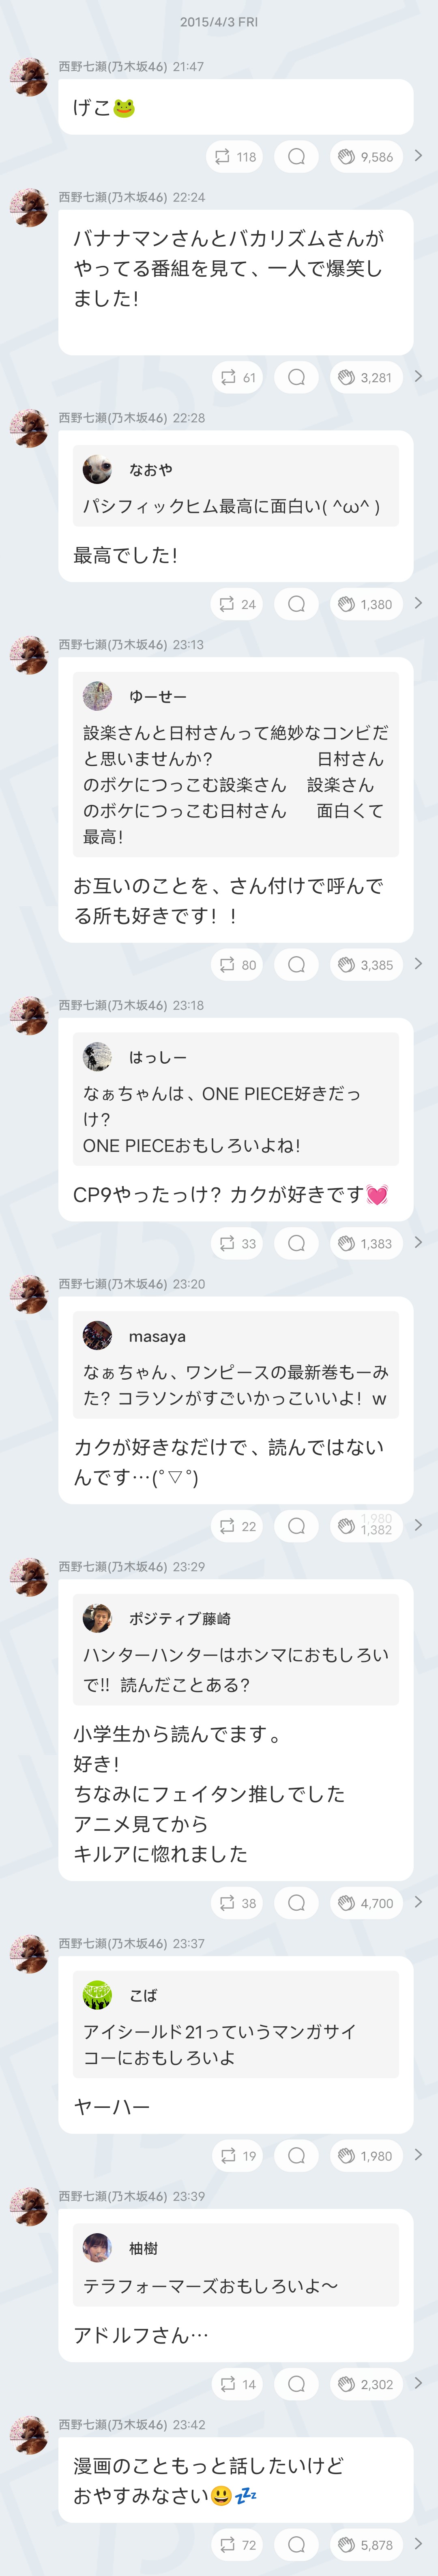 2015/4/3 FRI
西野七瀬(乃木坂46) 21:47
げこ🐸
118
9,586
西野七瀬(乃木坂46) 22:24
バナナマンさんとバカリズムさんが
やってる番組を見て、一人で爆笑し
ました!
61
3,281
西野七瀬(乃木坂46) 22:28
なおや
パシフィックヒム最高に面白い( ^ω^ )
最高でした!
24
1,380
西野七瀬(乃木坂46) 23:13
ゆーせー
設楽さんと日村さんって絶妙なコンビだ
と思いませんか? 日村さん
のボケにつっこむ設楽さん 設楽さん
のボケにつっこむ日村さん 面白くて
最高!
お互いのことを、さん付けで呼んで
る所も好きです!!
80
3,385
西野七瀬(乃木坂46) 23:18
はっしー
なぁちゃんは、ONE PIECE好きだっ
け?
ONE PIECEおもしろいよね!
CP9やったっけ? カクが好きです💓
33
1,383
西野七瀬(乃木坂46) 23:20
masaya
なぁちゃん、ワンピースの最新巻もーみ
た? コラソンがすごいかっこいいよ! w
カクが好きなだけで、読んではない
んです…(°▽°)
22
1,980
1,382
西野七瀬(乃木坂46) 23:29
ポジティブ藤崎
ハンターハンターはホンマにおもしろい
で!! 読んだことある?
小学生から読んでます。
好き!
ちなみにフェイタン推しでした
アニメ見てから
キルアに惚れました
38
4,700
西野七瀬(乃木坂46) 23:37
こば
アイシールド21っていうマンガサイ
コーにおもしろいよ
ヤーハー
19
1,980
西野七瀬(乃木坂46) 23:39
柚樹
テラフォーマーズおもしろいよ〜
アドルフさん…
14
2,302
西野七瀬(乃木坂46) 23:42
漫画のこともっと話したいけど
おやすみなさい😃💤
72
5,878